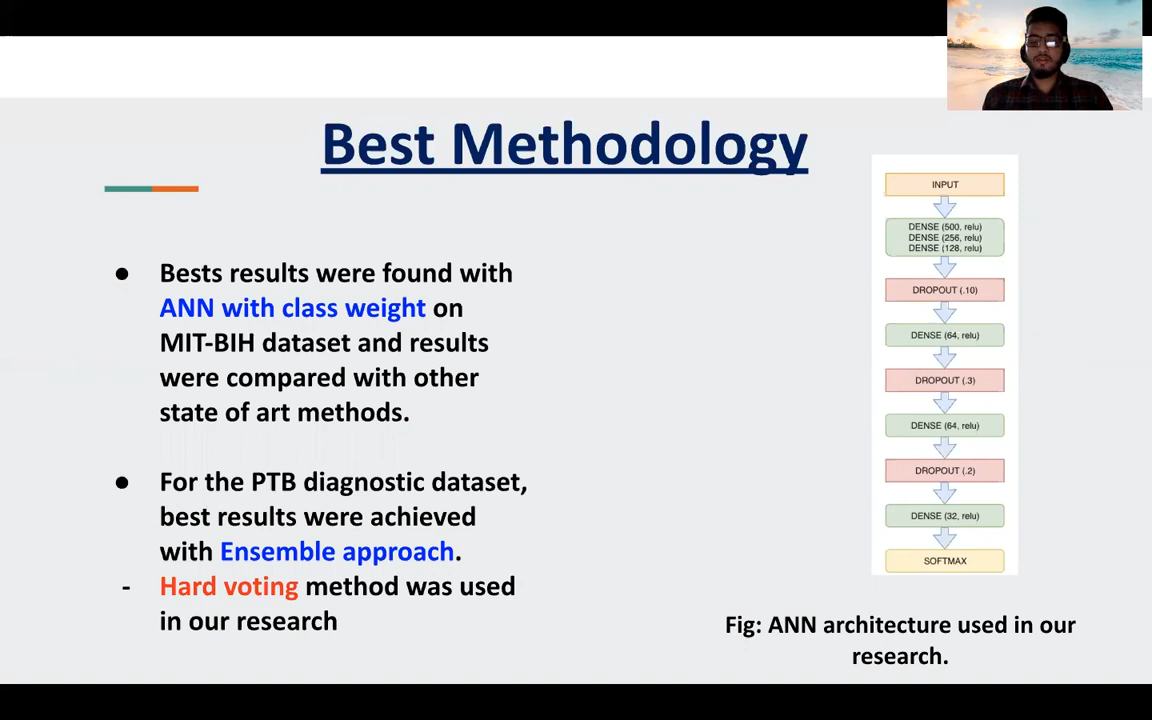 Best Methodology
● Bests results were found with
ANN with class weight on
MIT-BIH dataset and results
were compared with other
state of art methods.
● For the PTB diagnostic dataset,
best results were achieved
with Ensemble approach.
- Hard voting method was used
in our research
INPUT
DENSE (500, relu)
DENSE (256, relu)
DENSE (128, relu)
DROPOUT (.10)
DENSE (64, relu)
DROPOUT (.3)
DENSE (64, relu)
DROPOUT (.2)
DENSE (32, relu)
SOFTMAX
Fig: ANN architecture used in our
research.